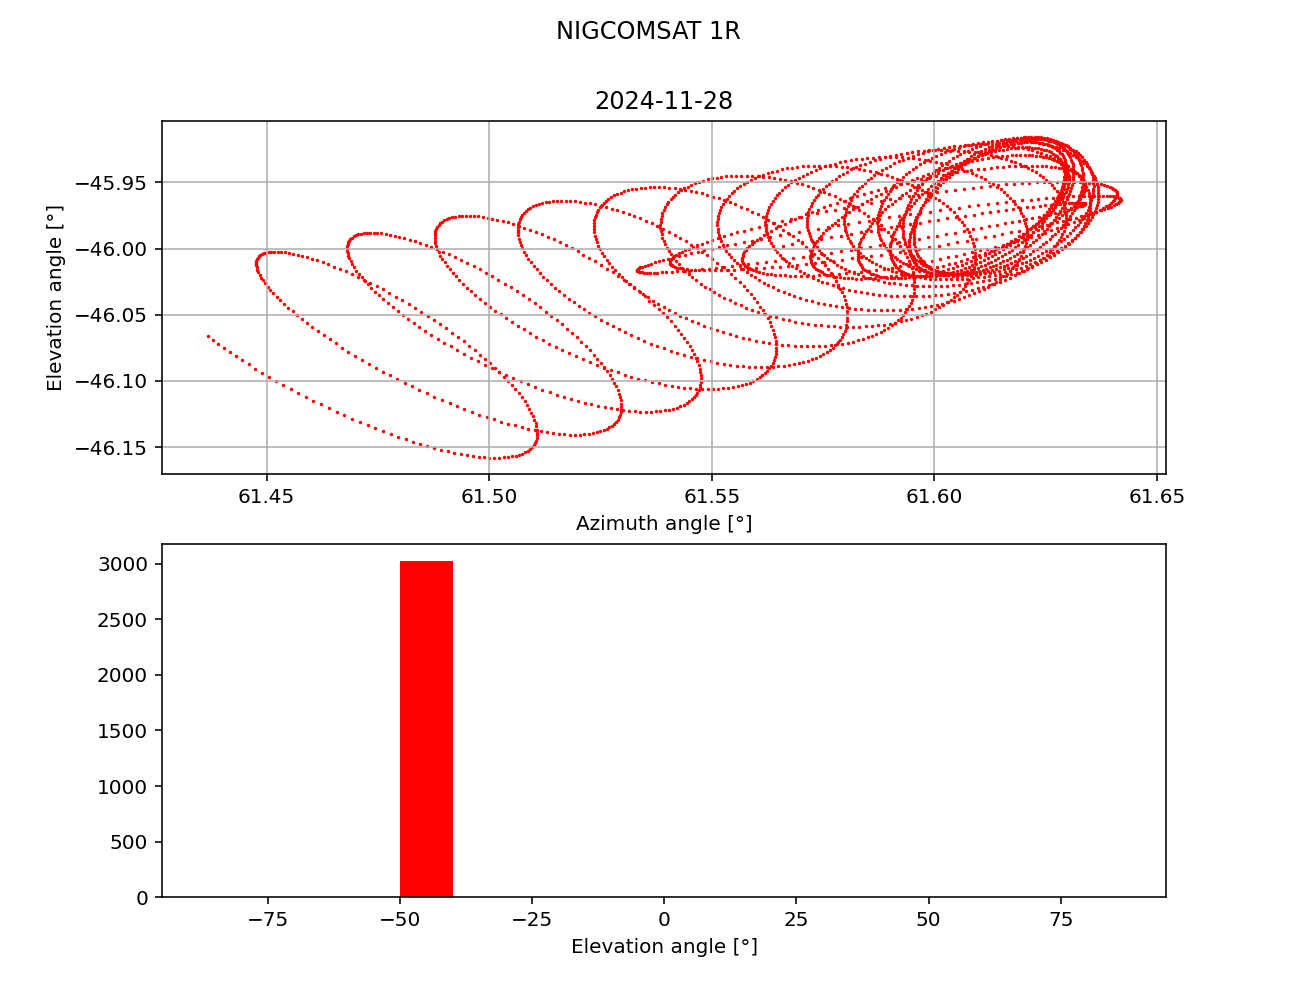 NIGCOMSAT 1R
2024-11-28
Elevation angle [°]
−45.95
−46.00
−46.05
−46.10
−46.15
61.45 61.50 61.55 61.60 61.65
Azimuth angle [°]
3000
2500
2000
1500
1000
500
0
−75 −50 −25 0 25 50 75
Elevation angle [°]